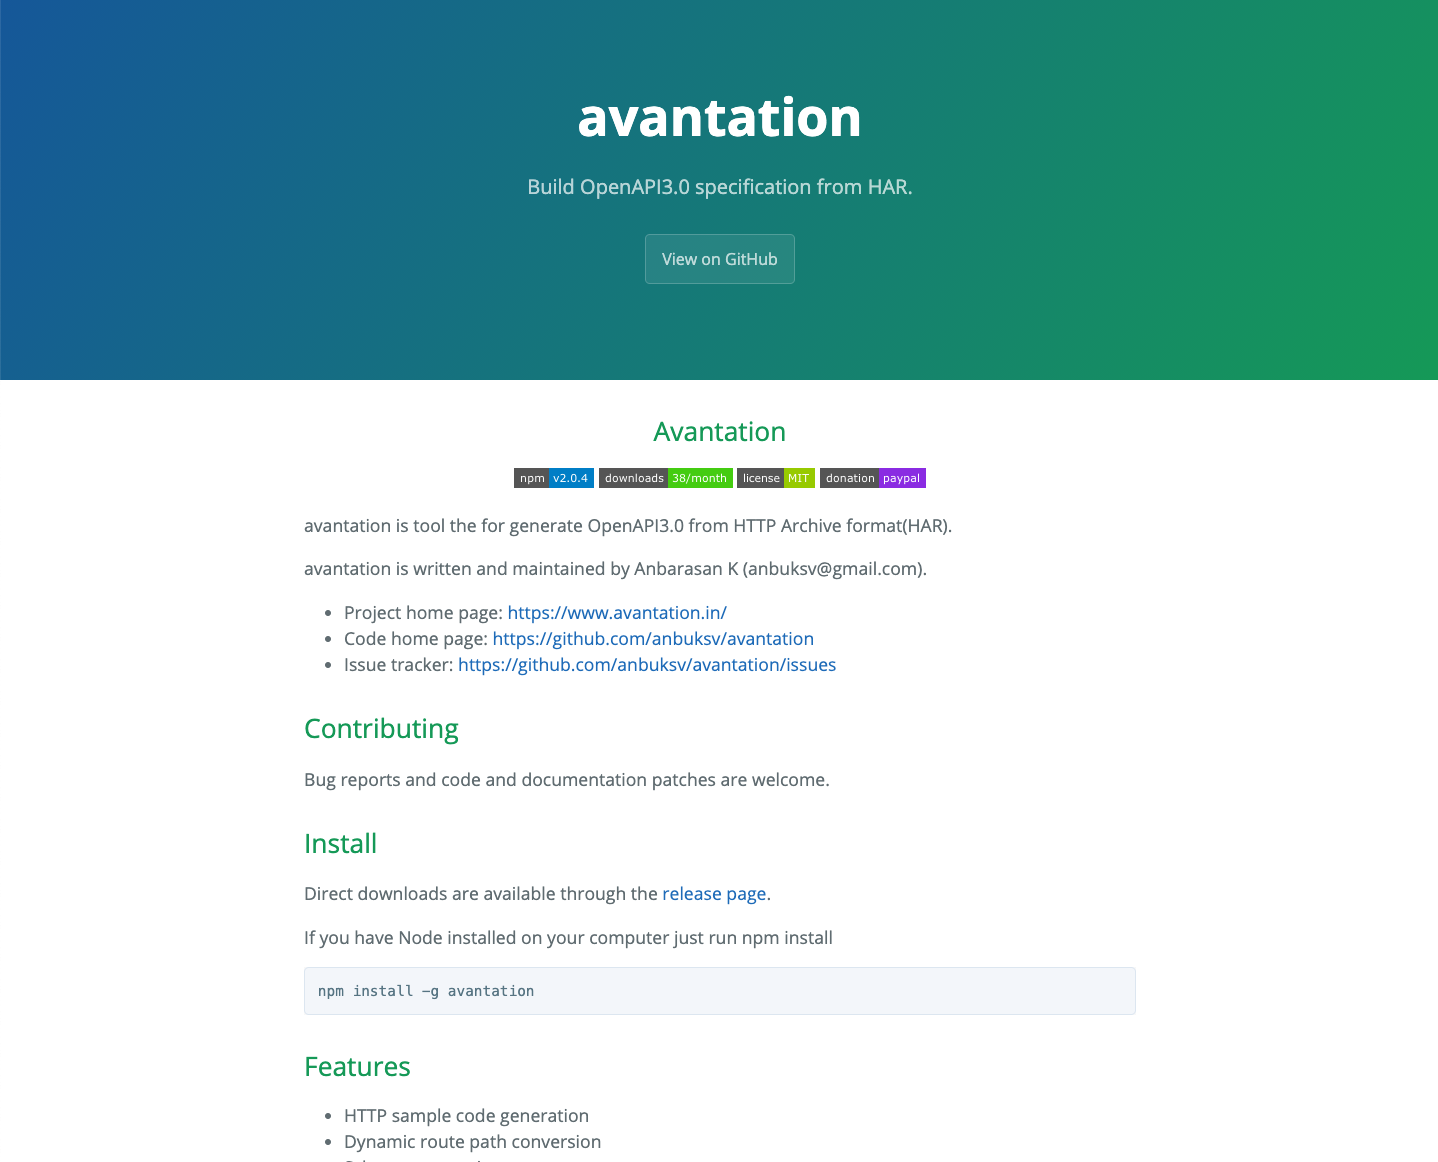 avantation
Build OpenAPI3.0 specification from HAR.
View on GitHub
Avantation
npm v2.0.4 downloads 38/month license MIT donation paypal
avantation is tool the for generate OpenAPI3.0 from HTTP Archive format(HAR).
avantation is written and maintained by Anbarasan K (anbuksv@gmail.com).
• Project home page: https://www.avantation.in/
• Code home page: https://github.com/anbuksv/avantation
• Issue tracker: https://github.com/anbuksv/avantation/issues
Contributing
Bug reports and code and documentation patches are welcome.
Install
Direct downloads are available through the release page.
If you have Node installed on your computer just run npm install
npm install -g avantation
Features
• HTTP sample code generation
• Dynamic route path conversion